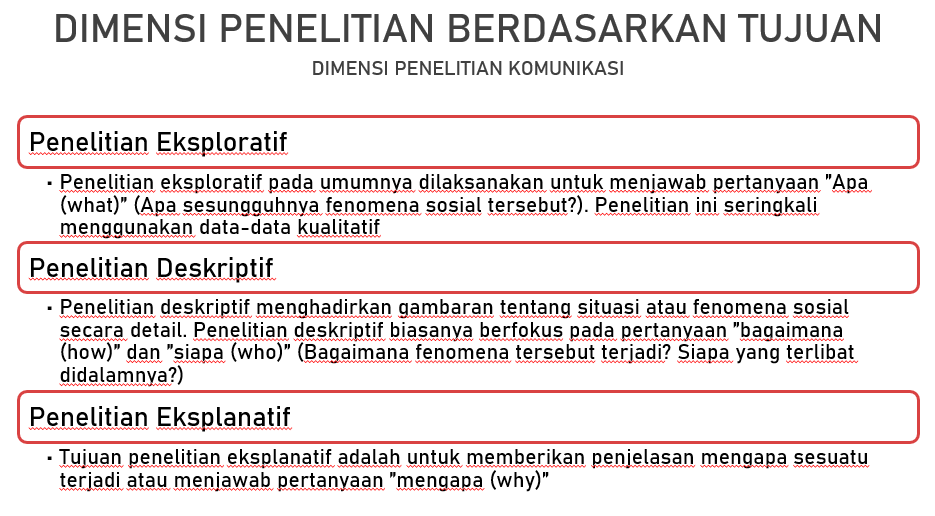 DIMENSI PENELITIAN BERDASARKAN TUJUAN
DIMENSI PENELITIAN KOMUNIKASI
Penelitian Eksploratif
▪ Penelitian eksploratif pada umumnya dilaksanakan untuk menjawab pertanyaan "Apa
(what)" (Apa sesungguhnya fenomena sosial tersebut?). Penelitian ini seringkali
menggunakan data-data kualitatif
Penelitian Deskriptif
▪ Penelitian deskriptif menghadirkan gambaran tentang situasi atau fenomena sosial
secara detail. Penelitian deskriptif biasanya berfokus pada pertanyaan "bagaimana
(how)" dan "siapa (who)" (Bagaimana fenomena tersebut terjadi? Siapa yang terlibat
didalamnya?)
Penelitian Eksplanatif
▪ Tujuan penelitian eksplanatif adalah untuk memberikan penjelasan mengapa sesuatu
terjadi atau menjawab pertanyaan "mengapa (why)"